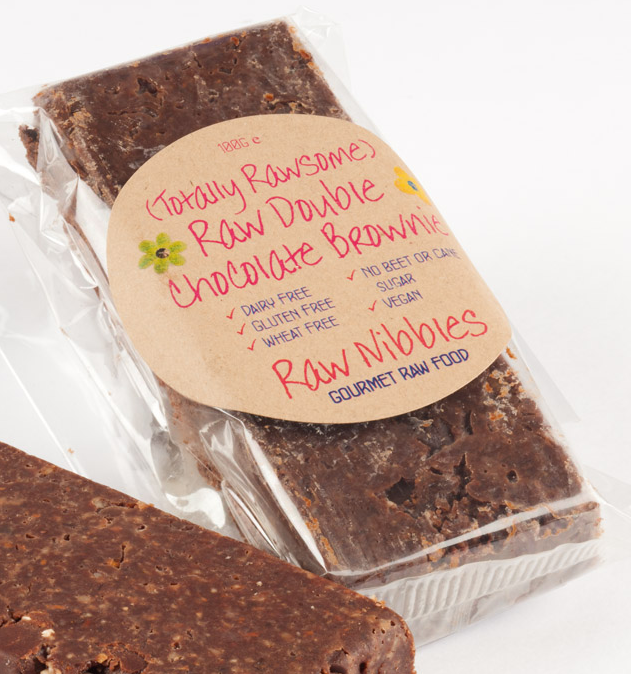 100G e
(Totally Rawsome)
Raw Double
Chocolate Brownie
✓ DAIRY FREE
✓ GLUTEN FREE
✓ WHEAT FREE
✓ NO BEET OR CANE
SUGAR
✓ VEGAN
Raw Nibbles
GOURMET RAW FOOD